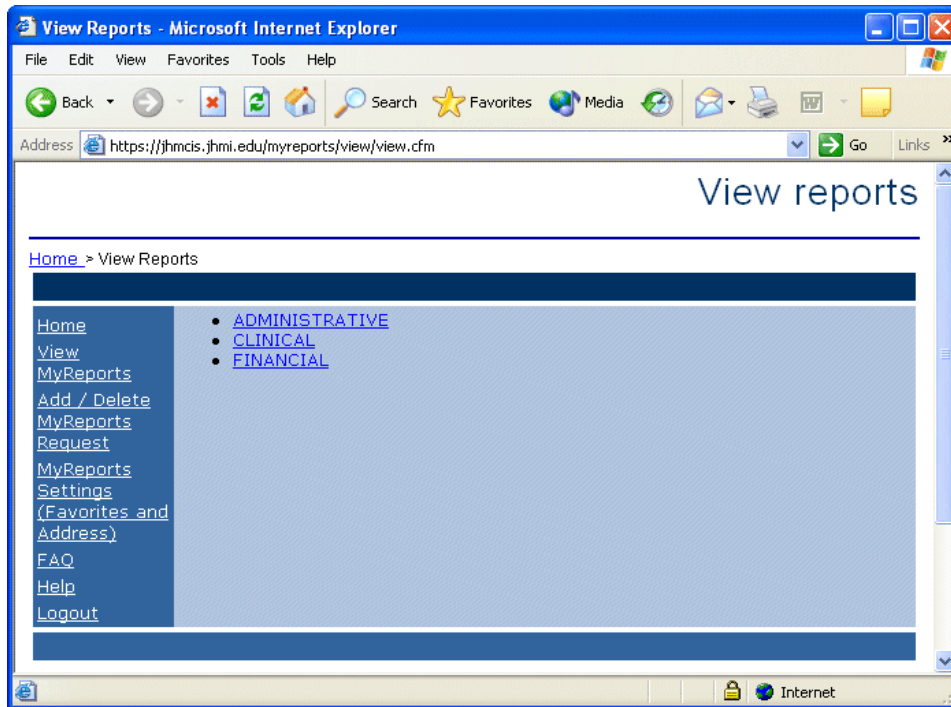 View Reports - Microsoft Internet Explorer
File Edit View Favorites Tools Help
Back Search Favorites Media
Address https://jhmcis.jhmi.edu/myreports/view/view.cfm Go Links »
View reports
Home > View Reports
Home
View
MyReports
Add / Delete
MyReports
Request
MyReports
Settings
(Favorites and
Address)
FAQ
Help
Logout
• ADMINISTRATIVE
• CLINICAL
• FINANCIAL
Internet